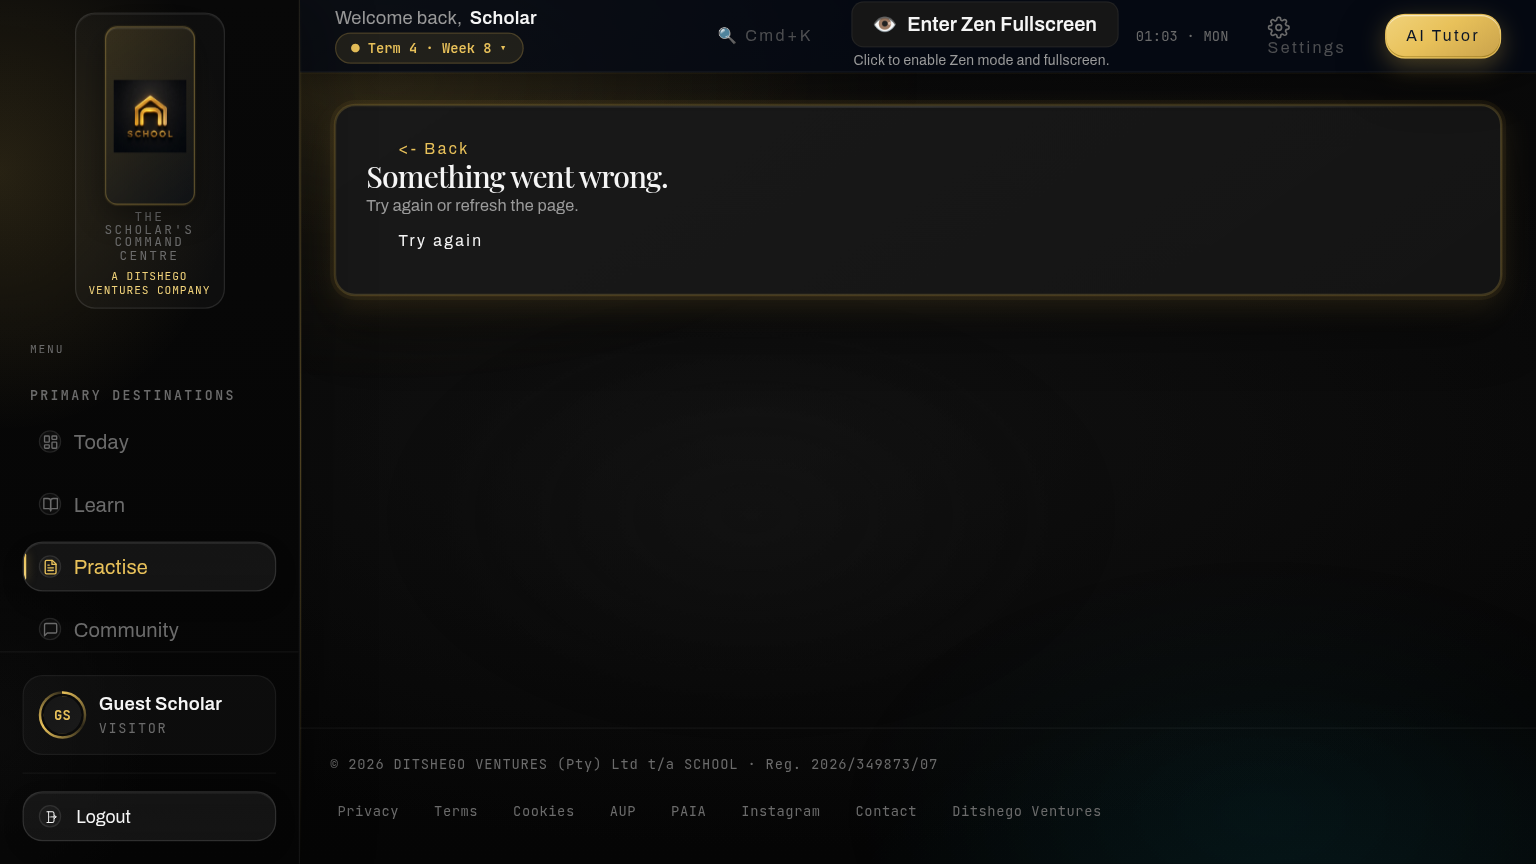 SCHOOL
THE
SCHOLAR'S
COMMAND
CENTRE
A DITSHEGO
VENTURES COMPANY
MENU
PRIMARY DESTINATIONS
Today
Learn
Practise
Community
GS
Guest Scholar
VISITOR
Logout
Welcome back, Scholar
Term 4 · Week 8
Cmd+K
Enter Zen Fullscreen
Click to enable Zen mode and fullscreen.
01:03 · MON
Settings
AI Tutor
<- Back
Something went wrong.
Try again or refresh the page.
Try again
© 2026 DITSHEGO VENTURES (Pty) Ltd t/a SCHOOL · Reg. 2026/349873/07
Privacy Terms Cookies AUP PAIA Instagram Contact Ditshego Ventures